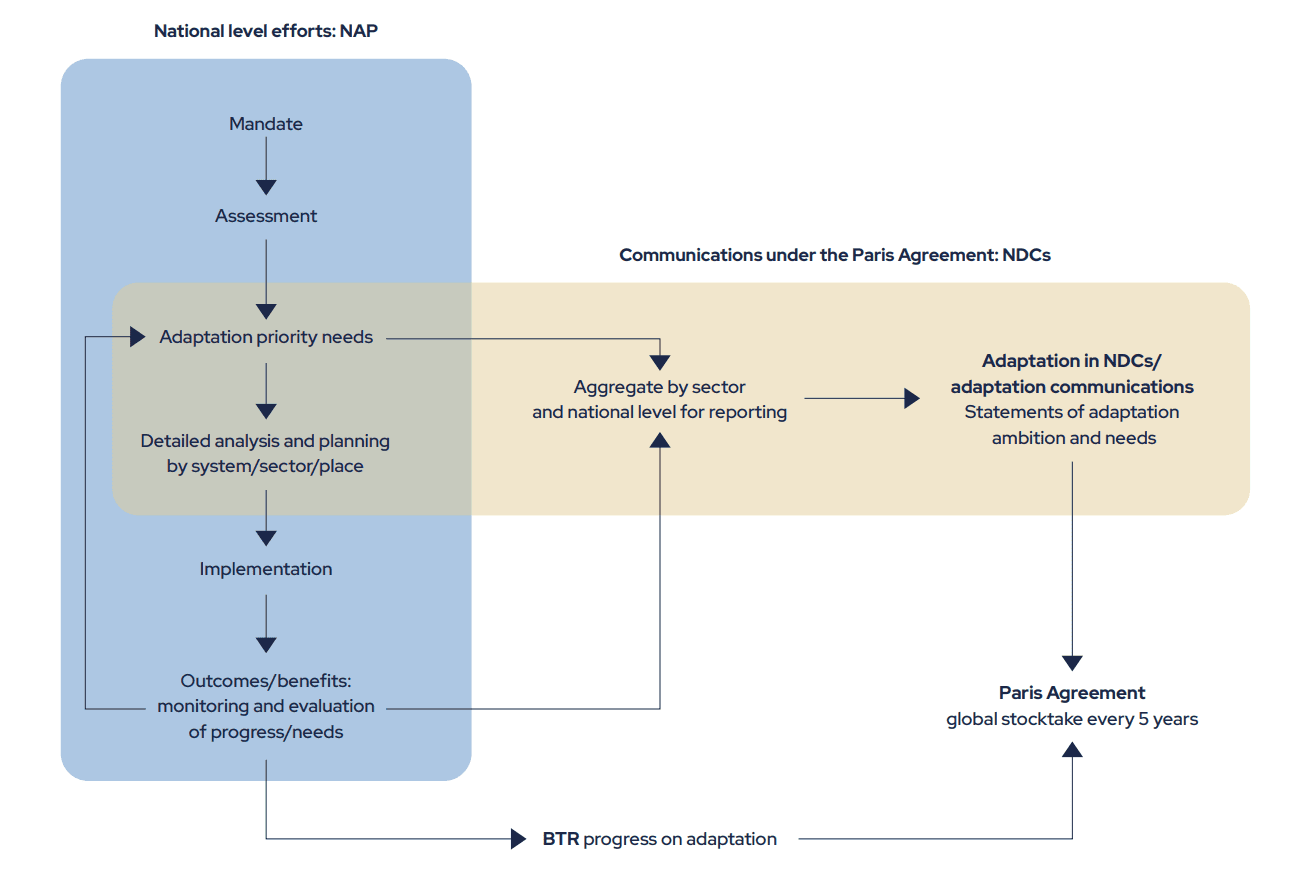 National level efforts: NAP
Mandate
Assessment
Communications under the Paris Agreement: NDCs
Adaptation priority needs
Detailed analysis and planning
by system/sector/place
Aggregate by sector
and national level for reporting
Adaptation in NDCs/
adaptation communications
Statements of adaptation
ambition and needs
Implementation
Outcomes/benefits:
monitoring and evaluation
of progress/needs
Paris Agreement
global stocktake every 5 years
BTR progress on adaptation